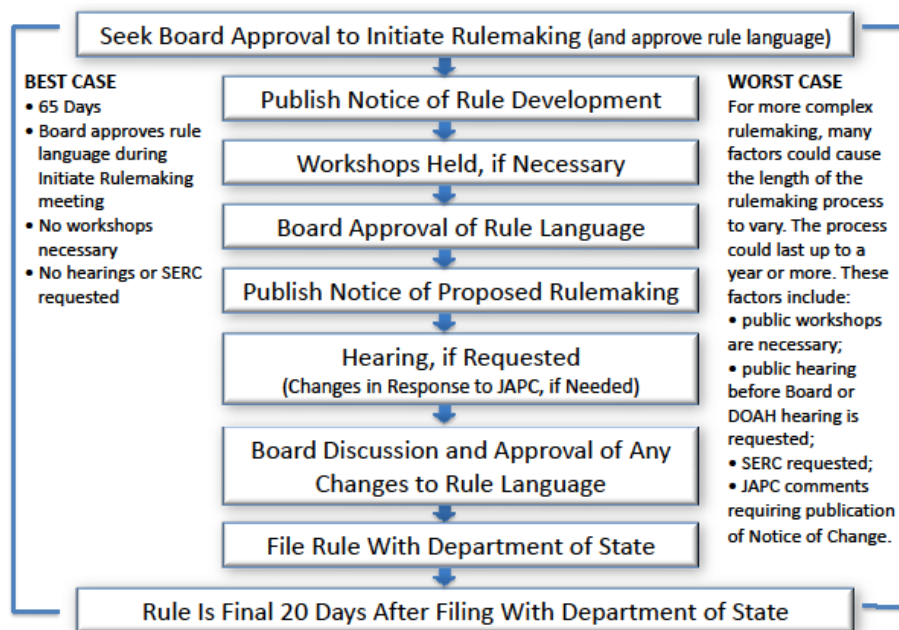 Seek Board Approval to Initiate Rulemaking (and approve rule language)
BEST CASE
• 65 Days
• Board approves rule
language during
Initiate Rulemaking
meeting
• No workshops
necessary
• No hearings or SERC
requested
Publish Notice of Rule Development
Workshops Held, if Necessary
Board Approval of Rule Language
Publish Notice of Proposed Rulemaking
Hearing, if Requested
(Changes in Response to JAPC, if Needed)
Board Discussion and Approval of Any
Changes to Rule Language
File Rule With Department of State
WORST CASE
For more complex
rulemaking, many
factors could cause
the length of the
rulemaking process
to vary. The process
could last up to a
year or more. These
factors include:
• public workshops
are necessary;
• public hearing
before Board or
DOAH hearing is
requested;
• SERC requested;
• JAPC comments
requiring publication
of Notice of Change.
Rule Is Final 20 Days After Filing With Department of State